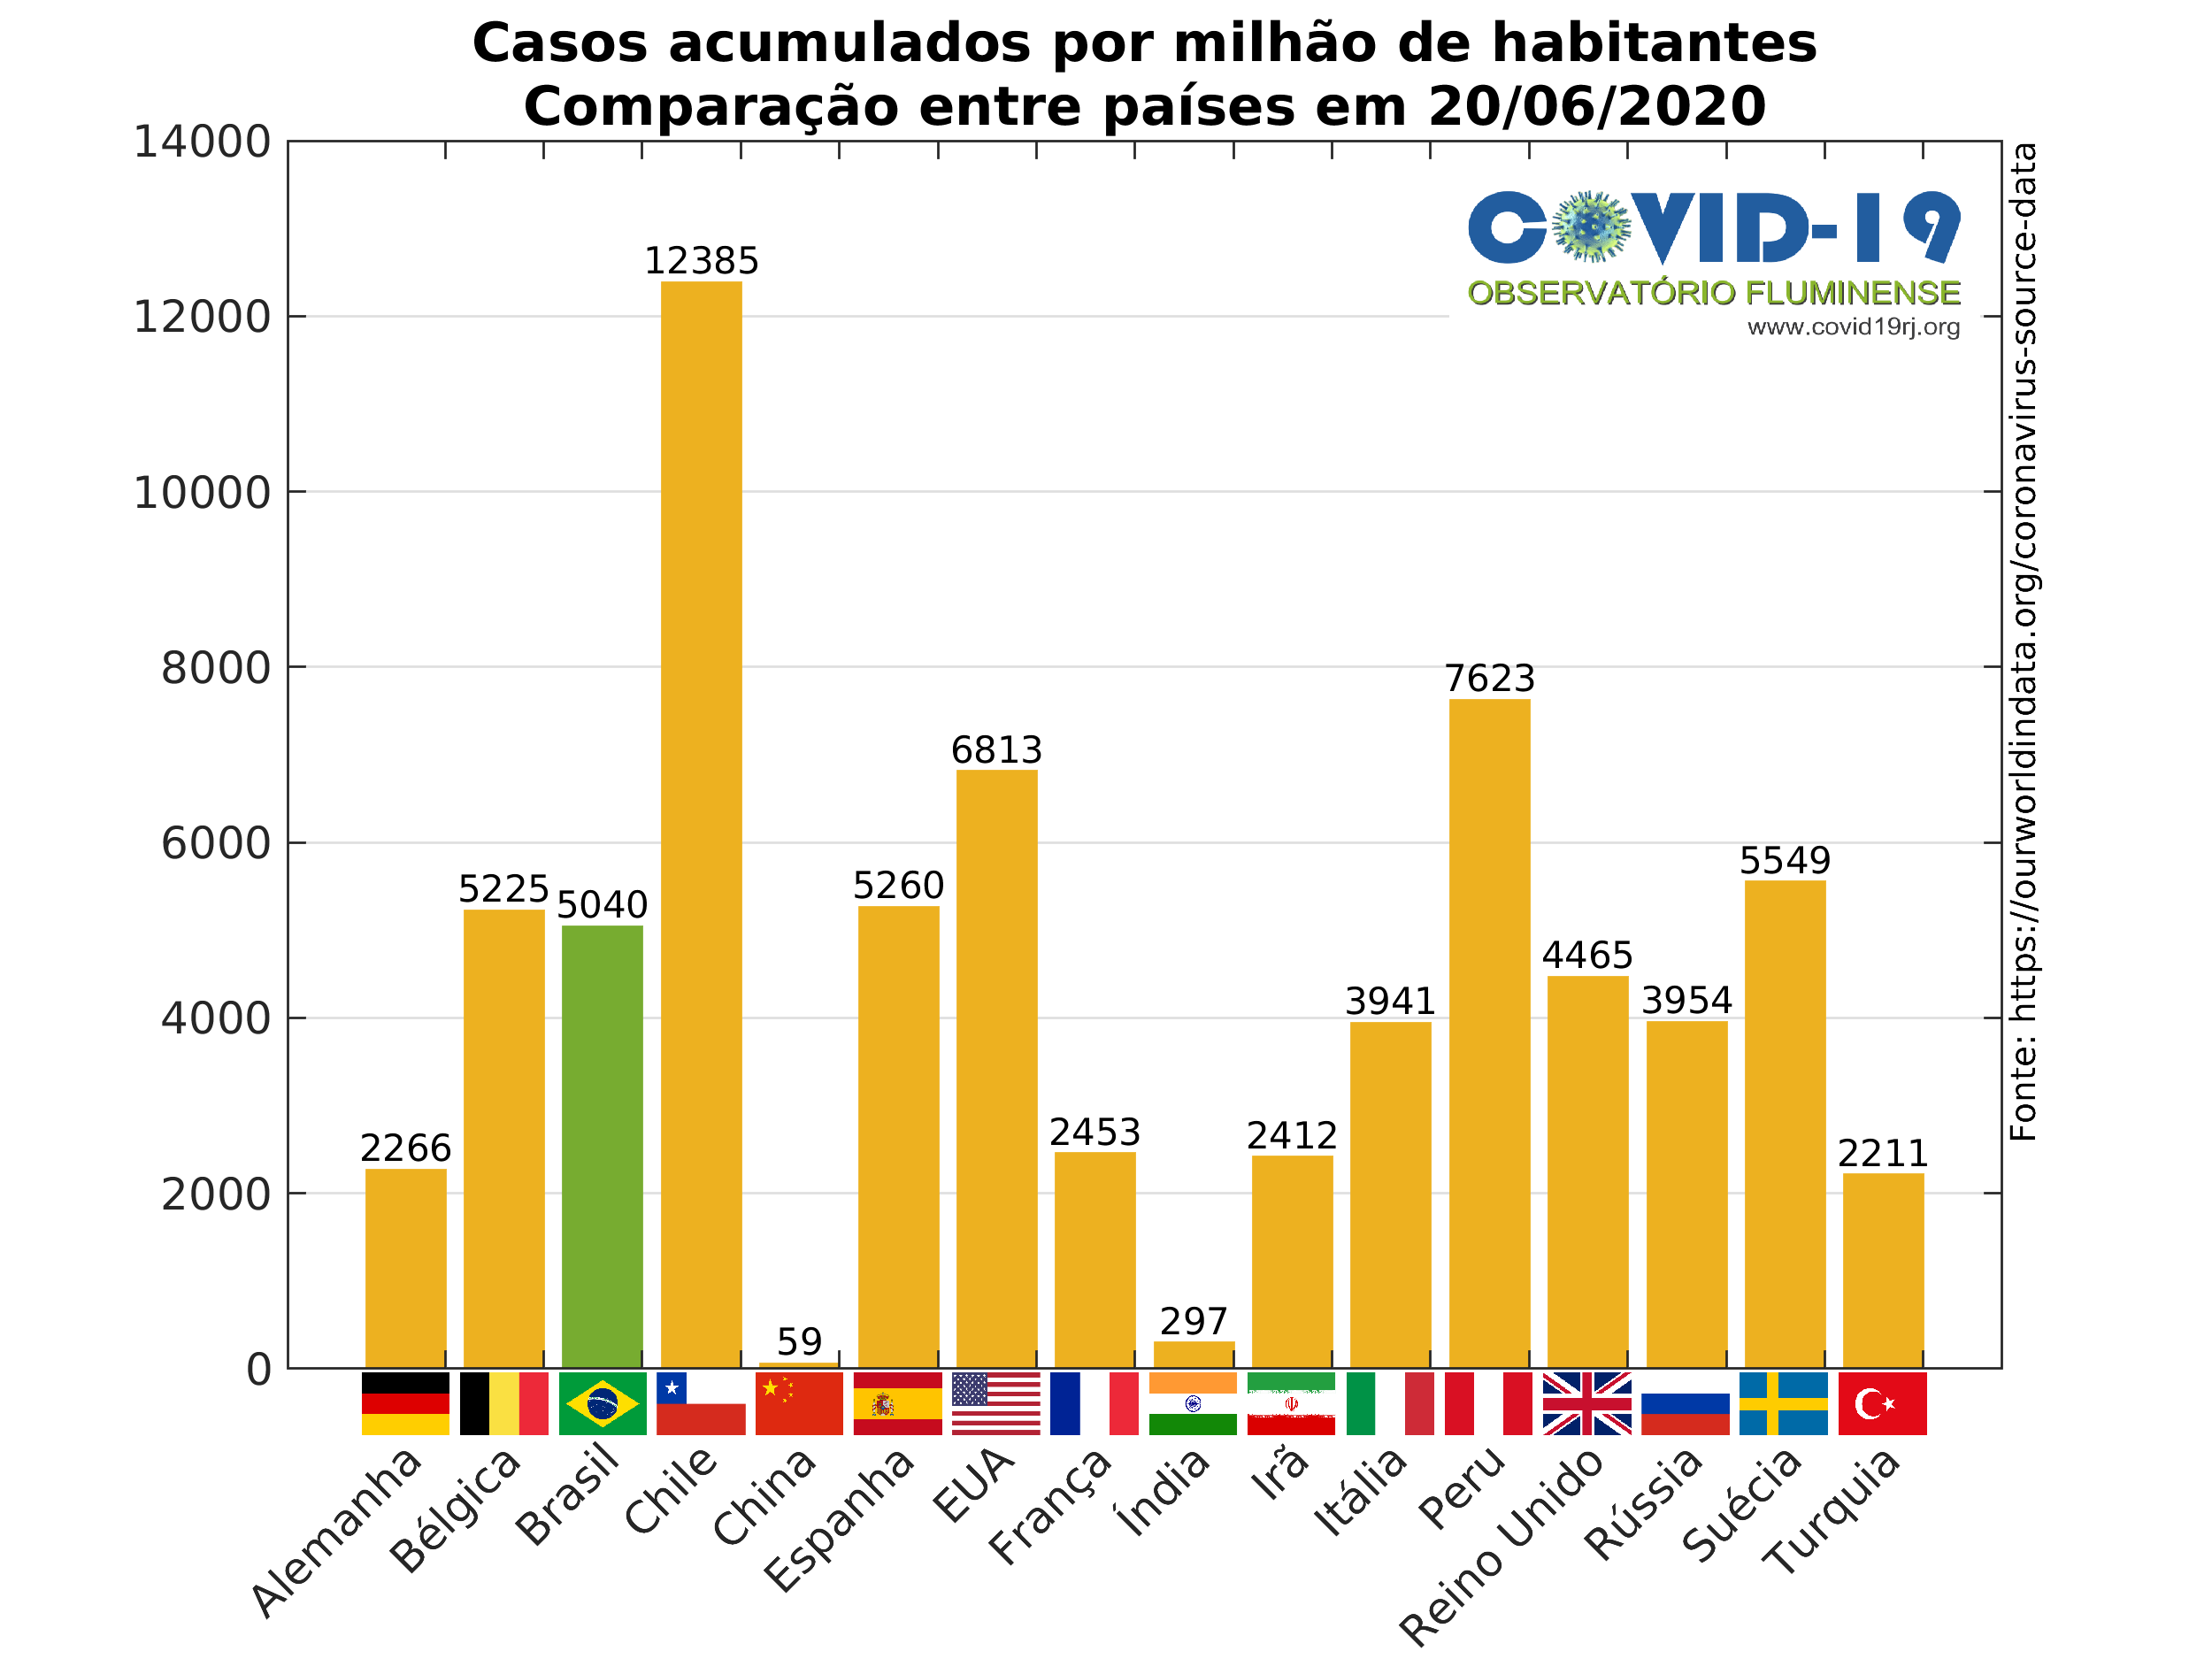 Casos acumulados por milhão de habitantes
Comparação entre países em 20/06/2020
14000
12000
10000
8000
6000
4000
2000
0
COVID-19
OBSERVATÓRIO FLUMINENSE
www.covid19rj.org
Fonte: https://ourworldindata.org/coronavirus-source-data
2266
5225
5040
12385
59
5260
6813
2453
297
2412
3941
7623
4465
3954
5549
2211
Alemanha
Bélgica
Brasil
Chile
China
Espanha
EUA
França
Índia
Irã
Itália
Peru
Reino Unido
Rússia
Suécia
Turquia